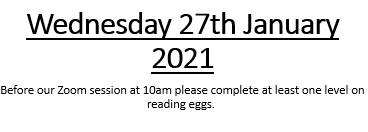 Wednesday 27th January
2021
Before our Zoom session at 10am please complete at least one level on
reading eggs.